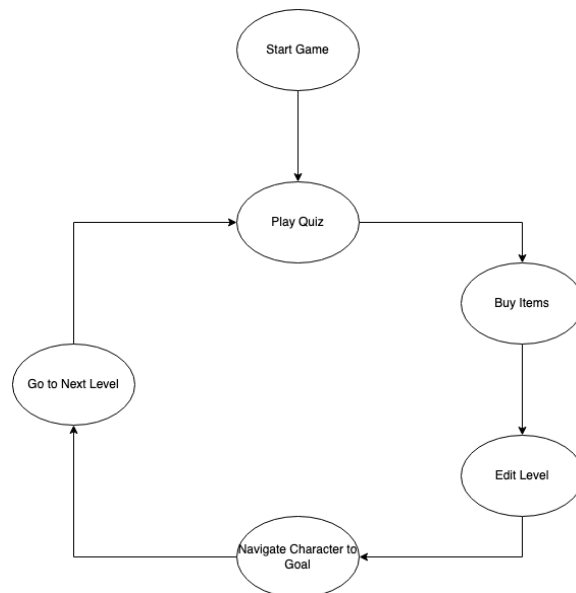 Start Game
Play Quiz
Buy Items
Go to Next Level
Edit Level
Navigate Character to
Goal